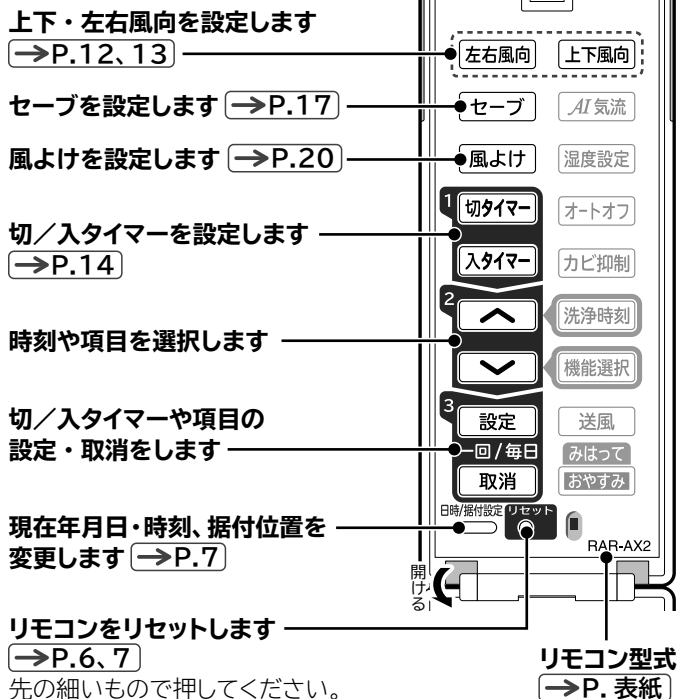 上下・左右風向を設定します
→P.12、13
左右風向 上下風向
セーブを設定します →P.17
セーブ AI気流
風よけを設定します →P.20
風よけ 湿度設定
1 切タイマー オートオフ
切／入タイマーを設定します
→P.14
入タイマー カビ抑制
2 洗浄時刻
時刻や項目を選択します
機能選択
切／入タイマーや項目の
設定・取消をします
3 設定 送風
一回/毎日 みはって
取消 おやすみ
日時/据付設定 リセット
現在年月日・時刻、据付位置を
変更します →P.7
RAR-AX2
開ける
リモコンをリセットします
→P.6、7
先の細いもので押してください。
リモコン型式
→P. 表紙